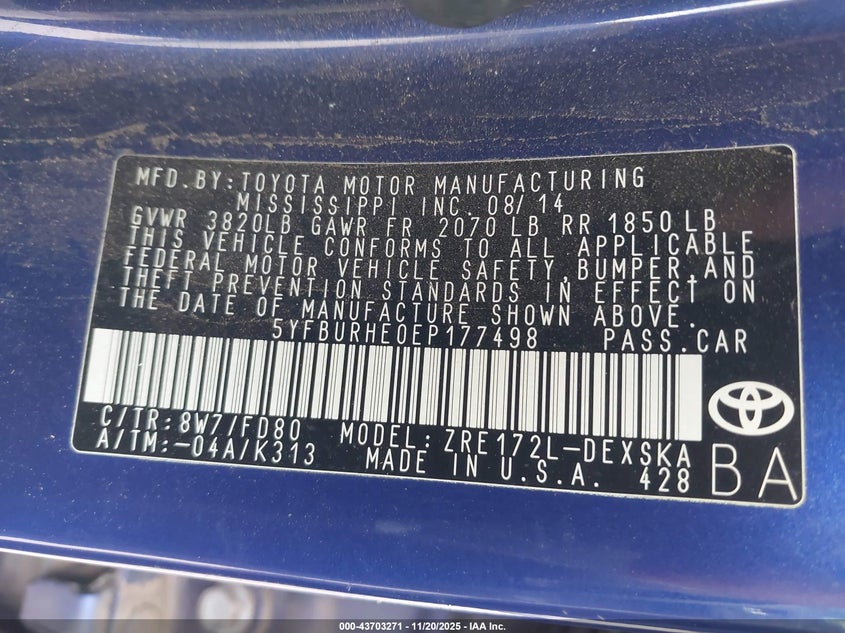 MFD.BY:TOYOTA MOTOR MANUFACTURING
MISSISSIPPI INC. 08/14
GVWR 3820LB GAWR FR 2070 LB RR 1850 LB
THIS VEHICLE CONFORMS TO ALL APPLICABLE
FEDERAL MOTOR VEHICLE SAFETY,BUMPER,AND
THEFT PREVENTION STANDARDS IN EFFECT ON
THE DATE OF MANUFACTURE SHOWN ABOVE.
5YFBURHE0EP177498 PASS.CAR
C/TR:8W7/FD80 MODEL: ZRE172L-DEXSKA
A/TM:-04A/K313 MADE IN U.S.A. 428 BA
000-43703271 - 11/20/2025 - IAA Inc.